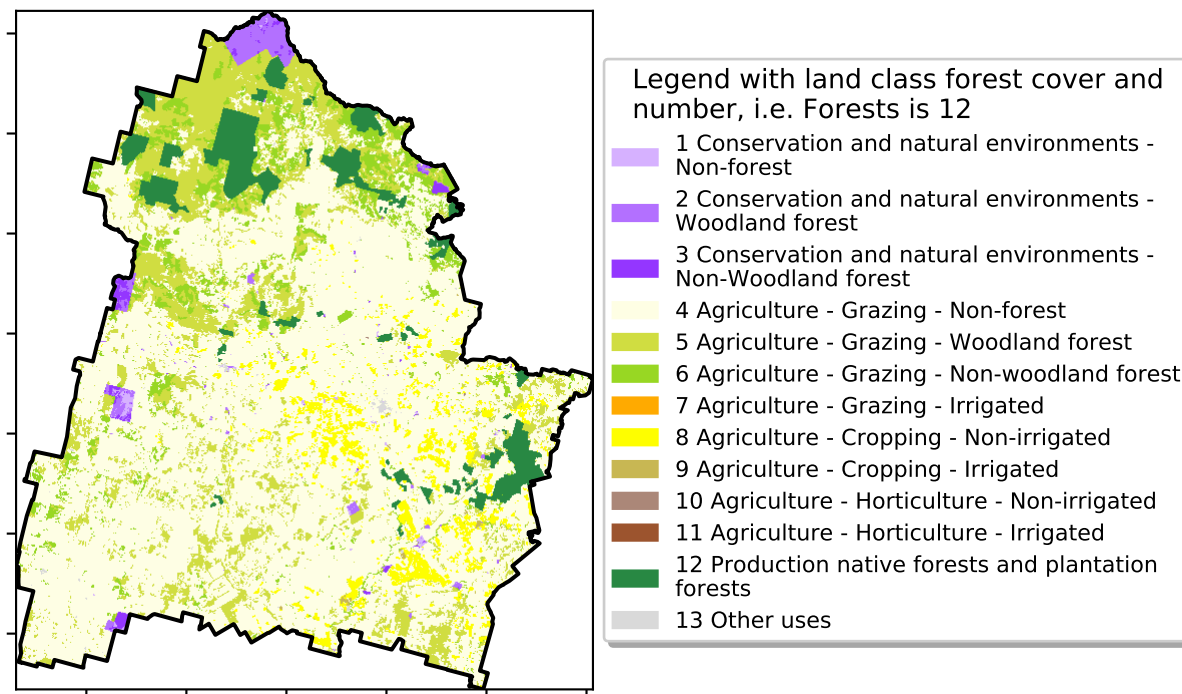 Legend with land class forest cover and
number, i.e. Forests is 12
1 Conservation and natural environments -
Non-forest
2 Conservation and natural environments -
Woodland forest
3 Conservation and natural environments -
Non-Woodland forest
4 Agriculture - Grazing - Non-forest
5 Agriculture - Grazing - Woodland forest
6 Agriculture - Grazing - Non-woodland forest
7 Agriculture - Grazing - Irrigated
8 Agriculture - Cropping - Non-irrigated
9 Agriculture - Cropping - Irrigated
10 Agriculture - Horticulture - Non-irrigated
11 Agriculture - Horticulture - Irrigated
12 Production native forests and plantation
forests
13 Other uses